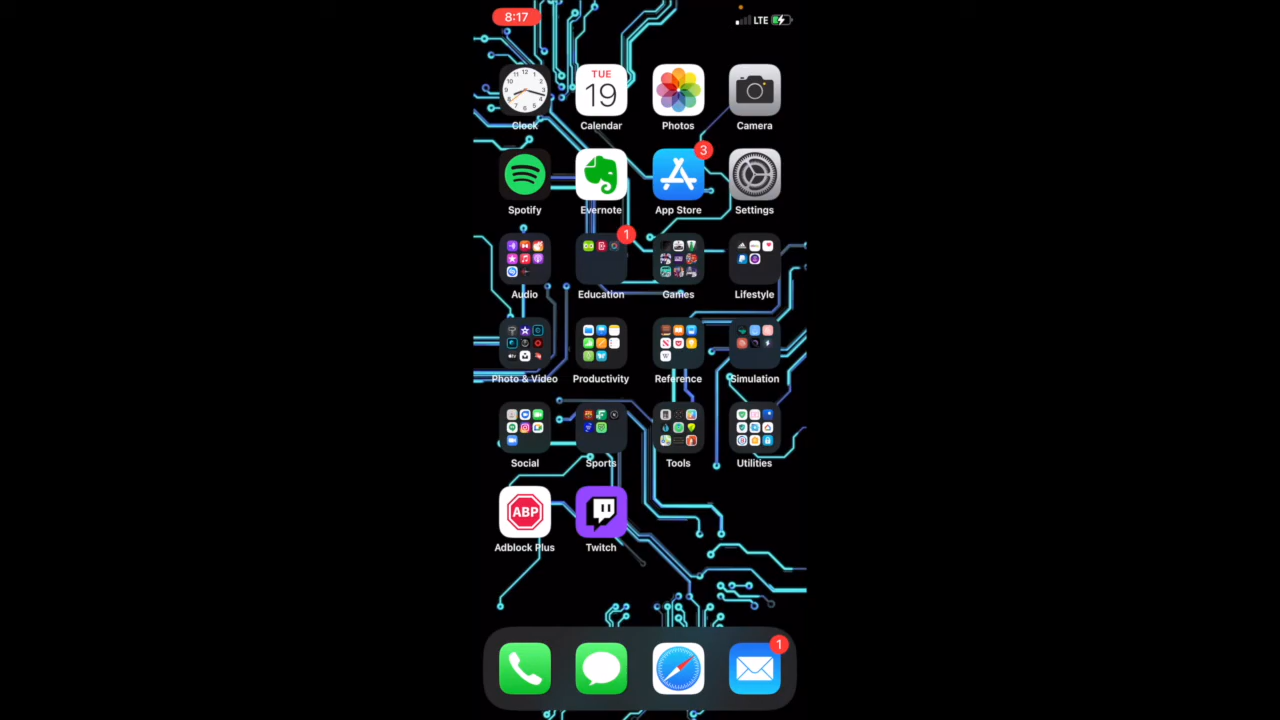 8:17
LTE
TUE
19
Clock
Calendar
Photos
Camera
3
Spotify
Evernote
App Store
Settings
1
Audio
Education
Games
Lifestyle
Photo & Video
Productivity
Reference
Simulation
Social
Sports
Tools
Utilities
ABP
Adblock Plus
Twitch
1